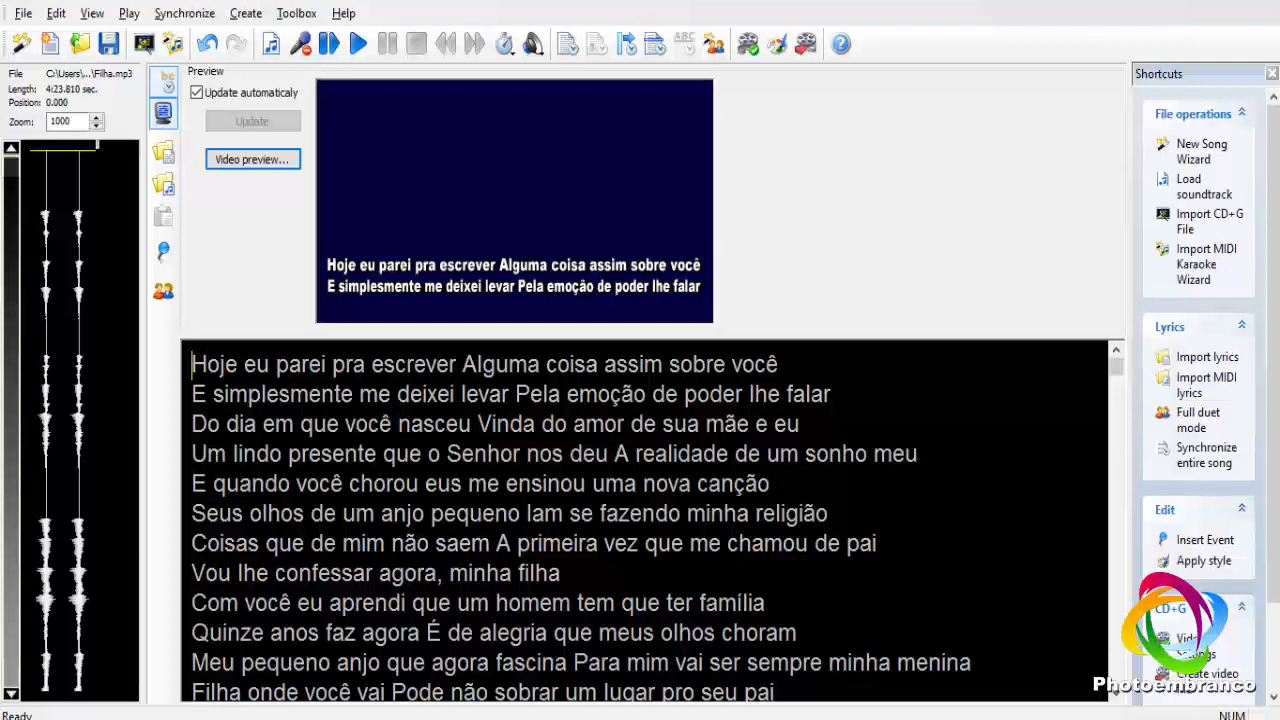 File Edit View Play Synchronize Create Toolbox Help
File C:\Users\...\Filha.mp3
Length: 4:23.810 sec.
Position: 0.000
Zoom: 1000
Preview
Update automaticaly
Update
Video preview...
Hoje eu parei pra escrever Alguma coisa assim sobre você
E simplesmente me deixei levar Pela emoção de poder lhe falar
Hoje eu parei pra escrever Alguma coisa assim sobre você
E simplesmente me deixei levar Pela emoção de poder lhe falar
Do dia em que você nasceu Vinda do amor de sua mãe e eu
Um lindo presente que o Senhor nos deu A realidade de um sonho meu
E quando você chorou eus me ensinou uma nova canção
Seus olhos de um anjo pequeno Iam se fazendo minha religião
Coisas que de mim não saem A primeira vez que me chamou de pai
Vou lhe confessar agora, minha filha
Com você eu aprendi que um homem tem que ter família
Quinze anos faz agora É de alegria que meus olhos choram
Meu pequeno anjo que agora fascina Para mim vai ser sempre minha menina
Filha onde você vai Pode não sobrar um lugar pro seu pai
Shortcuts
File operations
New Song
Wizard
Load
soundtrack
Import CD+G
File
Import MIDI
Karaoke
Wizard
Lyrics
Import lyrics
Import MIDI
lyrics
Full duet
mode
Synchronize
entire song
Edit
Insert Event
Apply style
CD+G
Create video
Photoembranco
Ready
NUM